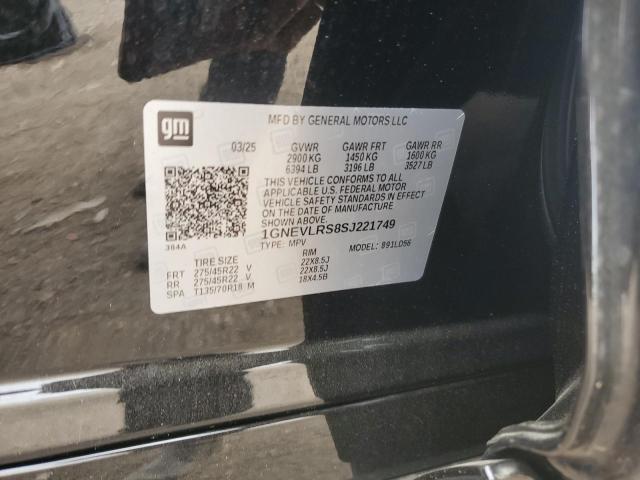 gm
MFD BY GENERAL MOTORS LLC
03/25 GVWR GAWR FRT GAWR RR
2900 KG 1450 KG 1600 KG
6394 LB 3196 LB 3527 LB
THIS VEHICLE CONFORMS TO ALL
APPLICABLE U.S. FEDERAL MOTOR
VEHICLE SAFETY STANDARDS IN EFFECT
ON THE DATE OF MANUFACTURE
SHOWN ABOVE.
1GNEVLRS8SJ221749
384A TYPE: MPV MODEL: 891LD56
TIRE SIZE RIM
FRT 275/45R22 V 22X8.5J
RR 275/45R22 V 22X8.5J
SPA T135/70R18 M 18X4.5B